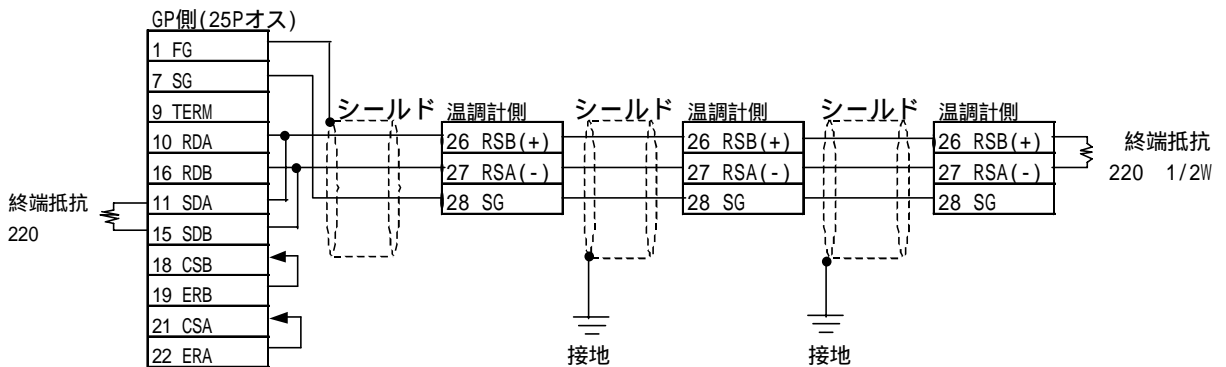 GP側(25Pオス)
1 FG
7 SG
9 TERM
10 RDA
16 RDB
11 SDA
15 SDB
18 CSB
19 ERB
21 CSA
22 ERA
終端抵抗
220
シールド
温調計側
26 RSB(+)
27 RSA(-)
28 SG
シールド
温調計側
26 RSB(+)
27 RSA(-)
28 SG
シールド
温調計側
26 RSB(+)
27 RSA(-)
28 SG
終端抵抗
220 1/2W
接地
接地